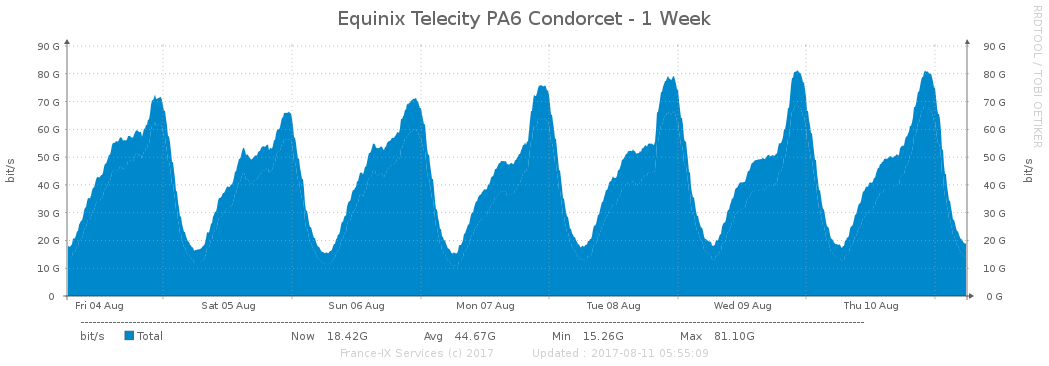 Equinix Telecity PA6 Condorcet - 1 Week
RRDTOOL / TOBI OETIKER
90 G 90 G
80 G 80 G
70 G 70 G
60 G 60 G
50 G 50 G
40 G 40 G
30 G 30 G
20 G 20 G
10 G 10 G
0 0 G
bit/s
bit/s
Fri 04 Aug Sat 05 Aug Sun 06 Aug Mon 07 Aug Tue 08 Aug Wed 09 Aug Thu 10 Aug
bit/s Total Now 18.42G Avg 44.67G Min 15.26G Max 81.10G
France-IX Services (c) 2017 Updated : 2017-08-11 05:55:09